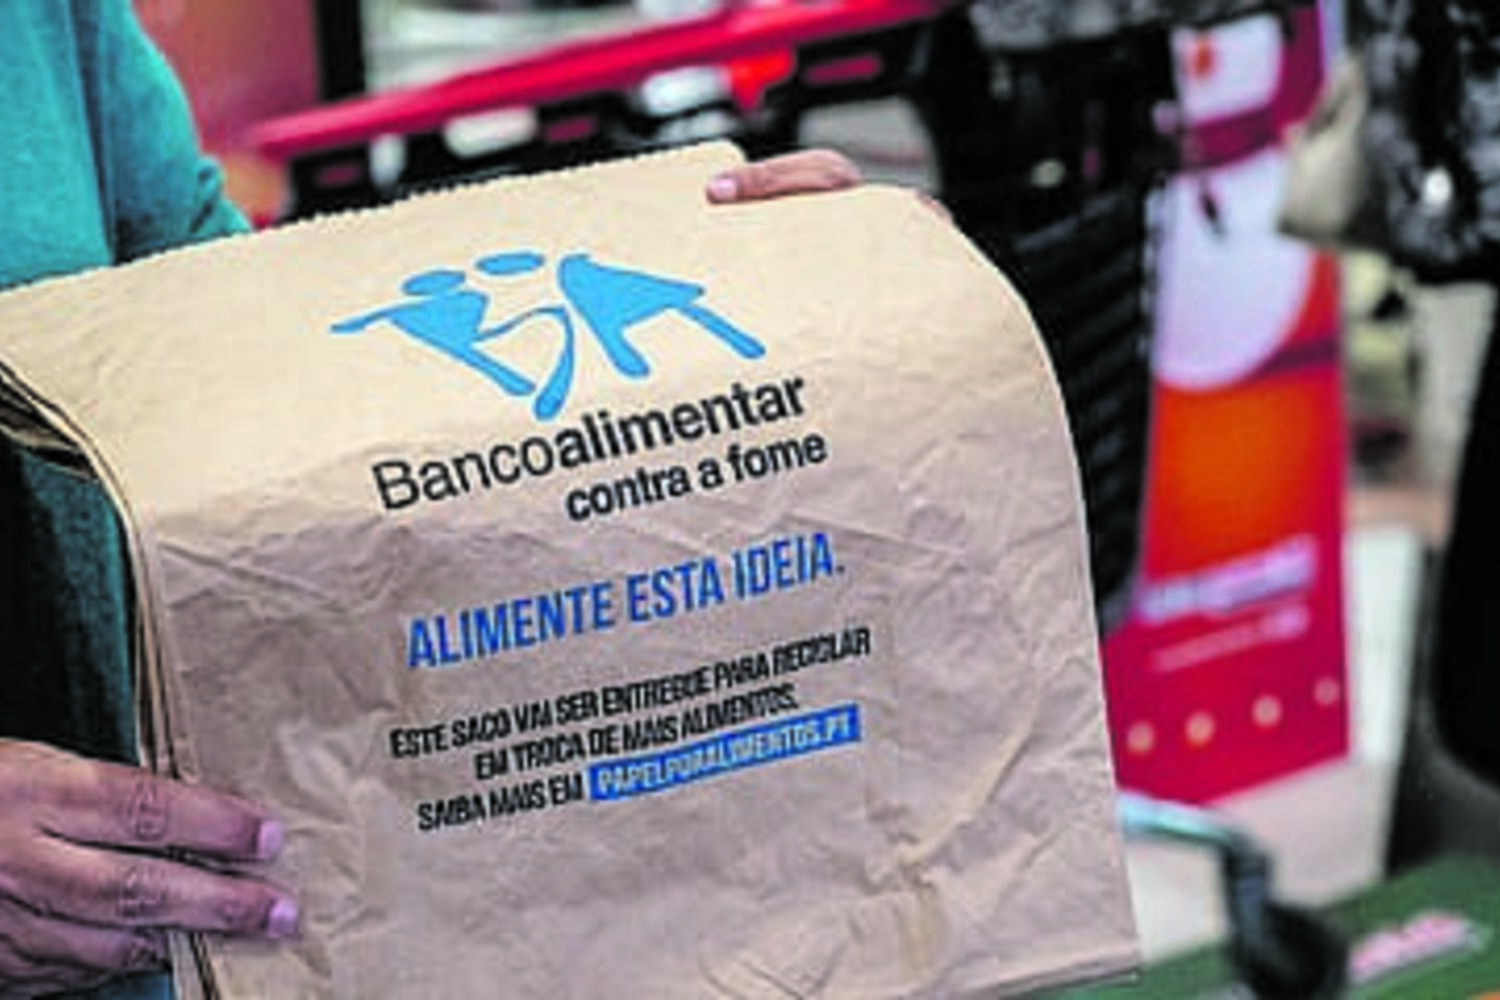 Bancoalimentar
contra a fome
ALIMENTE ESTA IDEIA.
ESTE SACO VAI SER ENTREGUE PARA RECICLAR
EM TROCA DE MAIS ALIMENTOS.
SAIBA MAIS EM PAPELPORALIMENTOS.PT